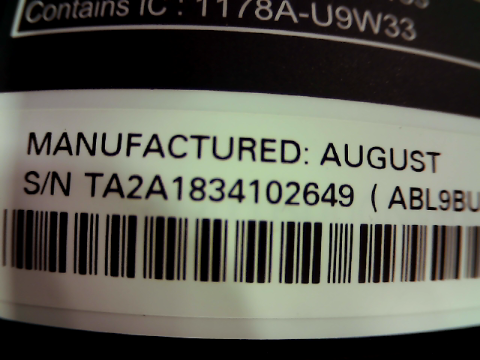 Contains IC : 1178A-U9W33
MANUFACTURED: AUGUST
S/N TA2A1834102649 ( ABL9BU